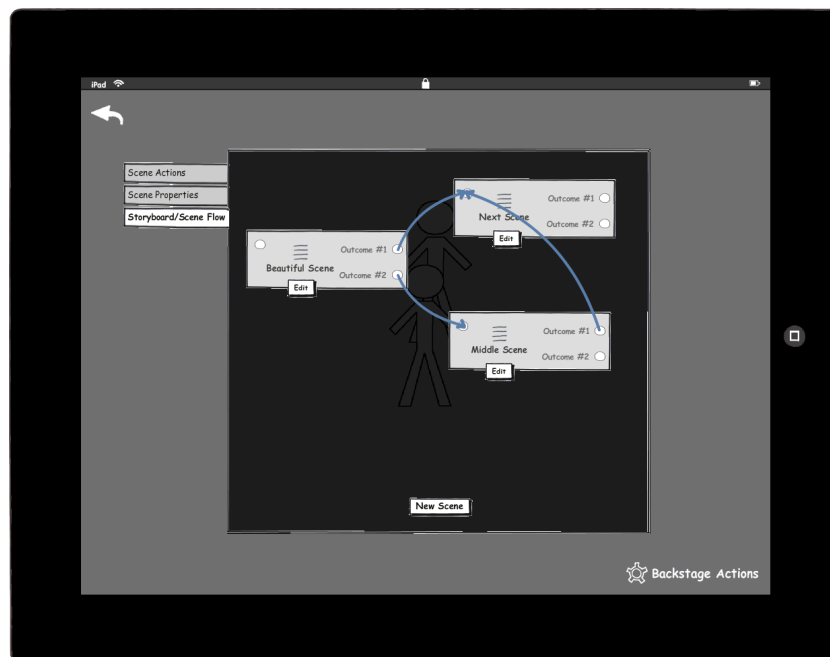 iPad
Scene Actions
Scene Properties
Storyboard/Scene Flow
Outcome #1
Next Scene
Outcome #2
Edit
Outcome #1
Beautiful Scene
Outcome #2
Edit
Outcome #1
Middle Scene
Outcome #2
Edit
New Scene
Backstage Actions